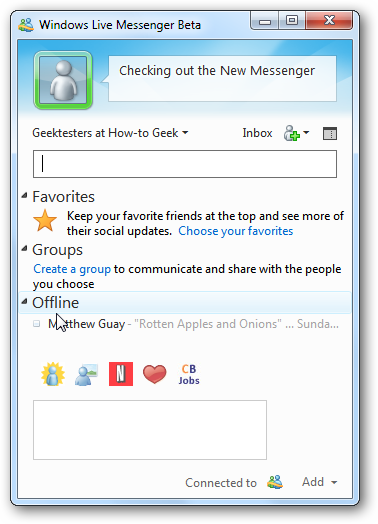 Windows Live Messenger Beta
Checking out the New Messenger
Geektesters at How-to Geek
Inbox
Favorites
Keep your favorite friends at the top and see more of
their social updates. Choose your favorites
Groups
Create a group to communicate and share with the people
you choose
Offline
Matthew Guay - "Rotten Apples and Onions" ... Sunda...
N
CB
Jobs
Connected to
Add